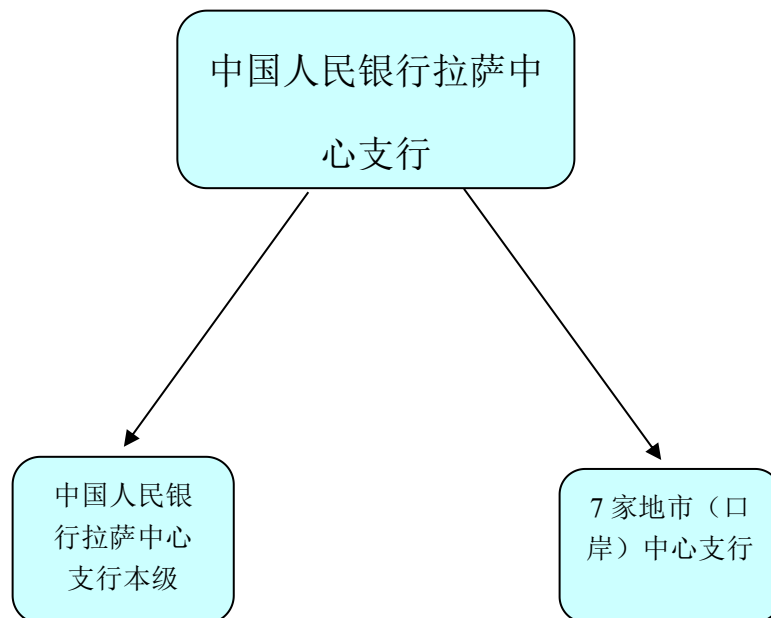 中国人民银行拉萨中
心支行
中国人民银
行拉萨中心
支行本级
7 家地市（口
岸）中心支行